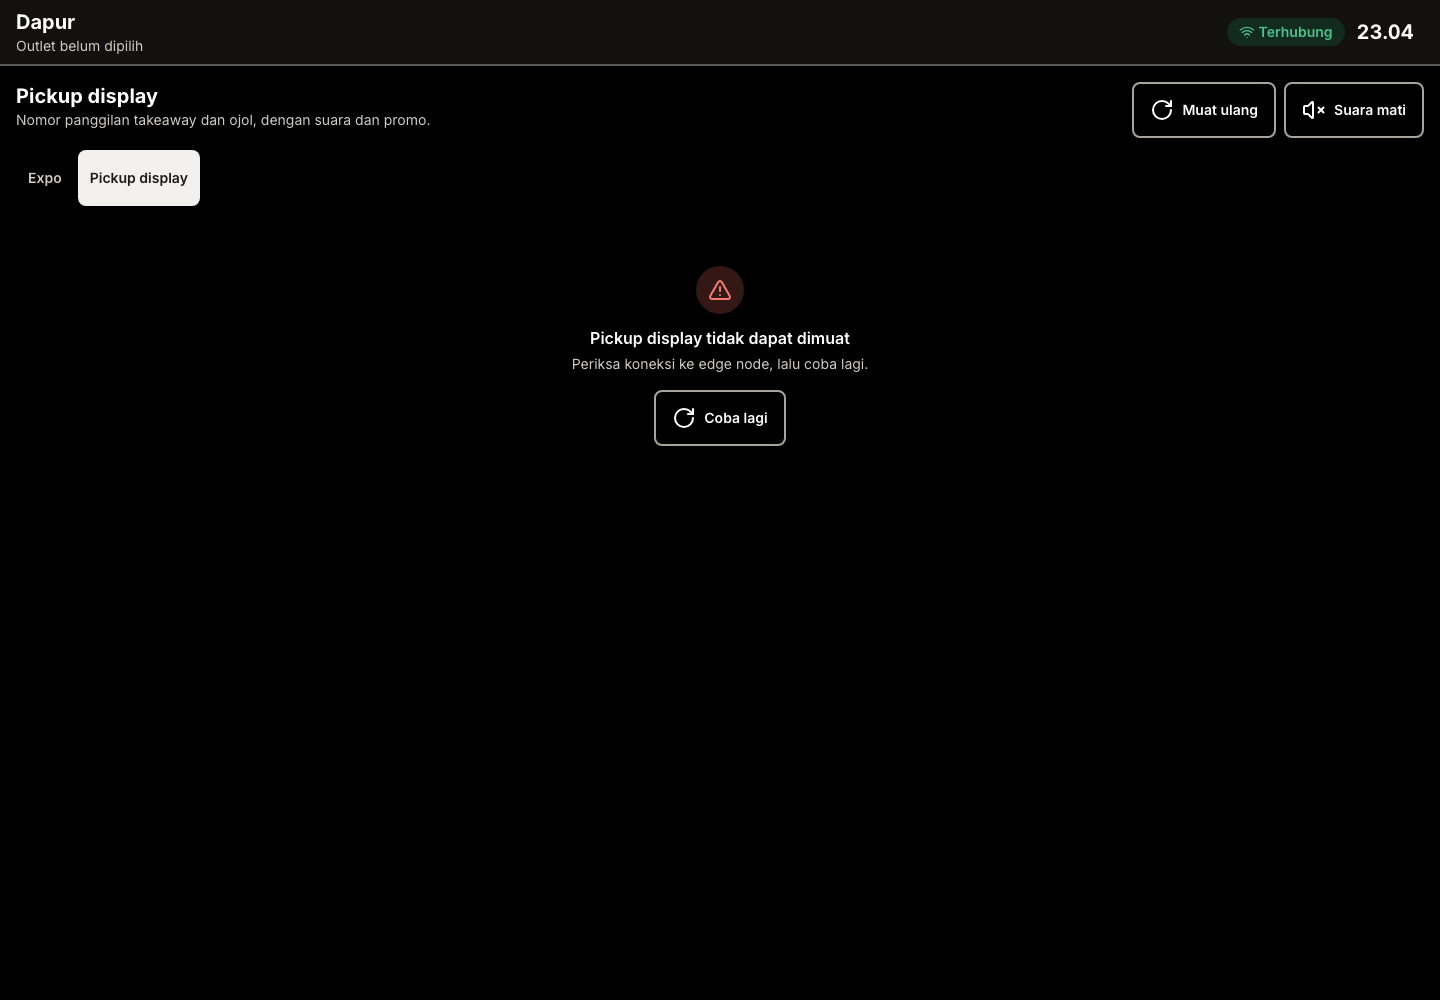 Dapur
Outlet belum dipilih
Terhubung
23.04
Pickup display
Nomor panggilan takeaway dan ojol, dengan suara dan promo.
Muat ulang
Suara mati
Expo
Pickup display
Pickup display tidak dapat dimuat
Periksa koneksi ke edge node, lalu coba lagi.
Coba lagi